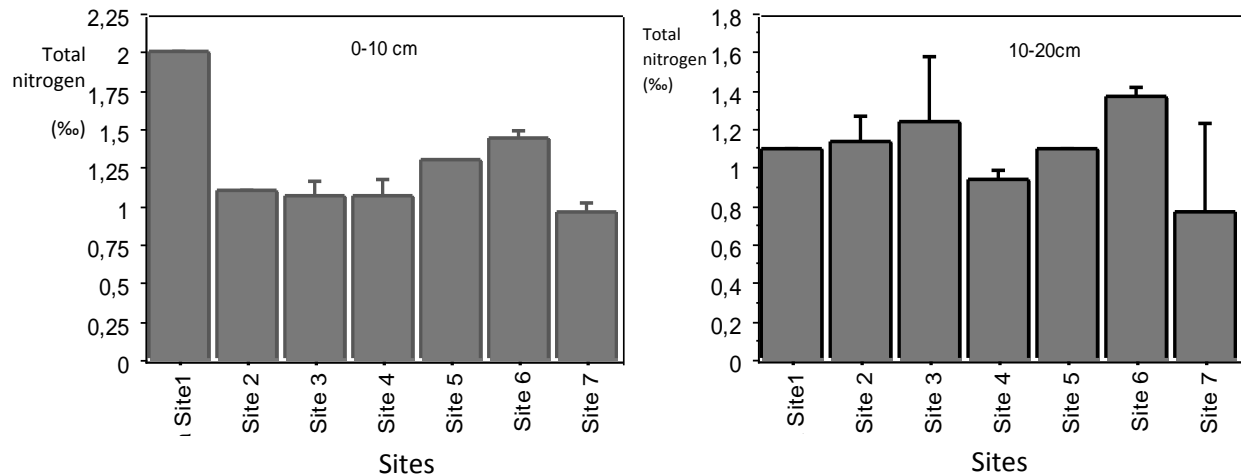 2,25
Total
nitrogen
(‰)
2
1,75
1,5
1,25
1
0,75
0,5
0,25
0
0-10 cm
Site1
Site 2
Site 3
Site 4
Site 5
Site 6
Site 7
Sites
Total
nitrogen
(‰)
1,8
1,6
1,4
1,2
1
0,8
0,6
0,4
0,2
0
10-20cm
Site1
Site 2
Site 3
Site 4
Site 5
Site 6
Site 7
Sites